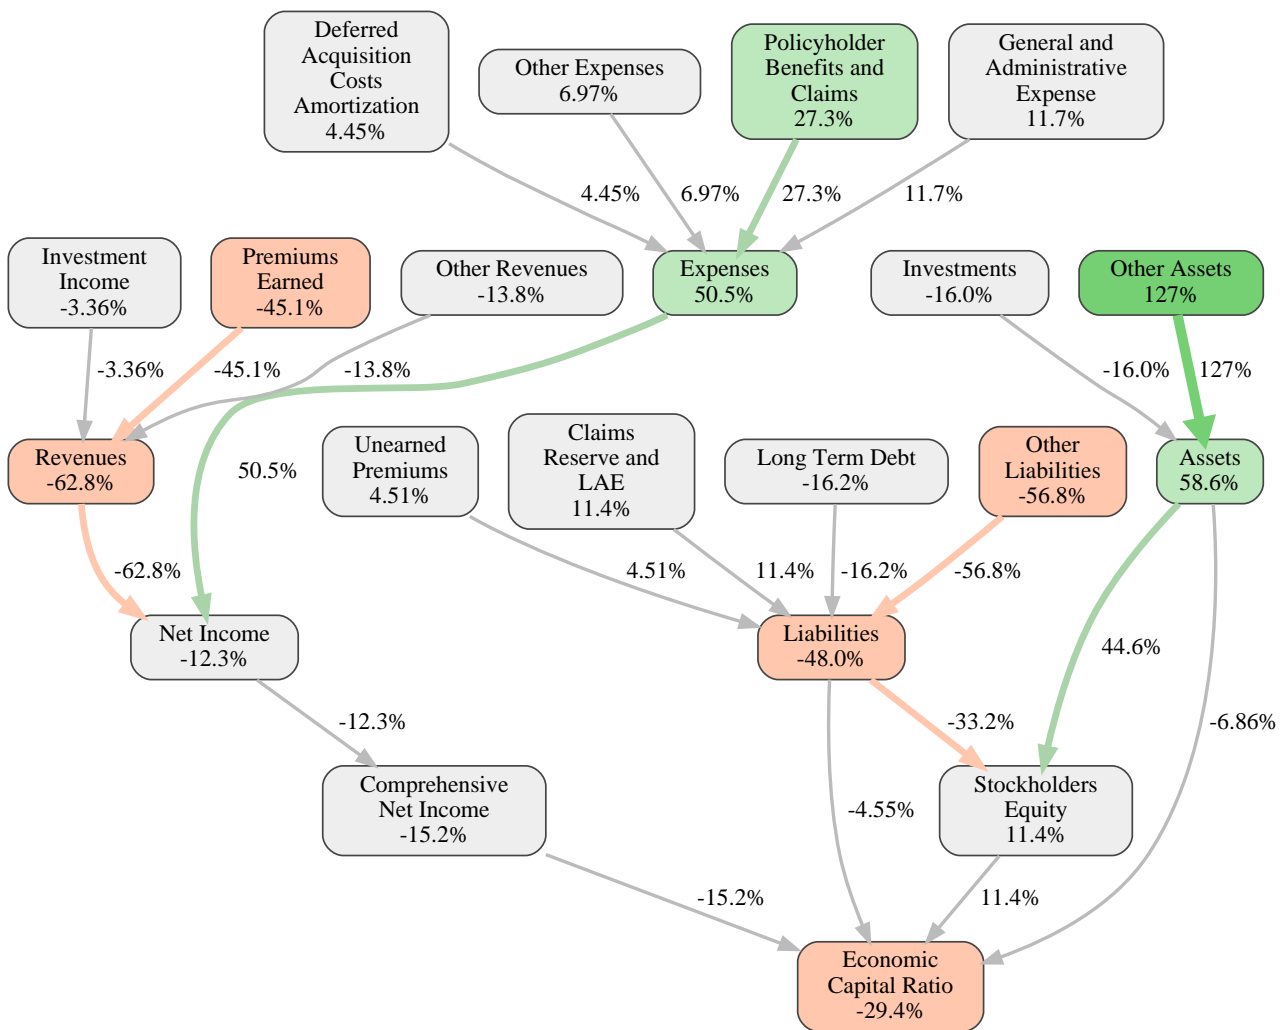 Deferred
Acquisition
Costs
Amortization
4.45%
Other Expenses
6.97%
Policyholder
Benefits and
Claims
27.3%
General and
Administrative
Expense
11.7%
4.45%
6.97%
27.3%
11.7%
Investment
Income
-3.36%
Premiums
Earned
-45.1%
Other Revenues
-13.8%
Expenses
50.5%
Investments
-16.0%
Other Assets
127%
-3.36%
-45.1%
-13.8%
-16.0%
127%
Revenues
-62.8%
50.5%
Unearned
Premiums
4.51%
Claims
Reserve and
LAE
11.4%
Long Term Debt
-16.2%
Other
Liabilities
-56.8%
Assets
58.6%
-62.8%
4.51%
11.4%
-16.2%
-56.8%
Net Income
-12.3%
Liabilities
-48.0%
44.6%
-12.3%
-33.2%
-6.86%
Comprehensive
Net Income
-15.2%
-4.55%
Stockholders
Equity
11.4%
-15.2%
11.4%
Economic
Capital Ratio
-29.4%